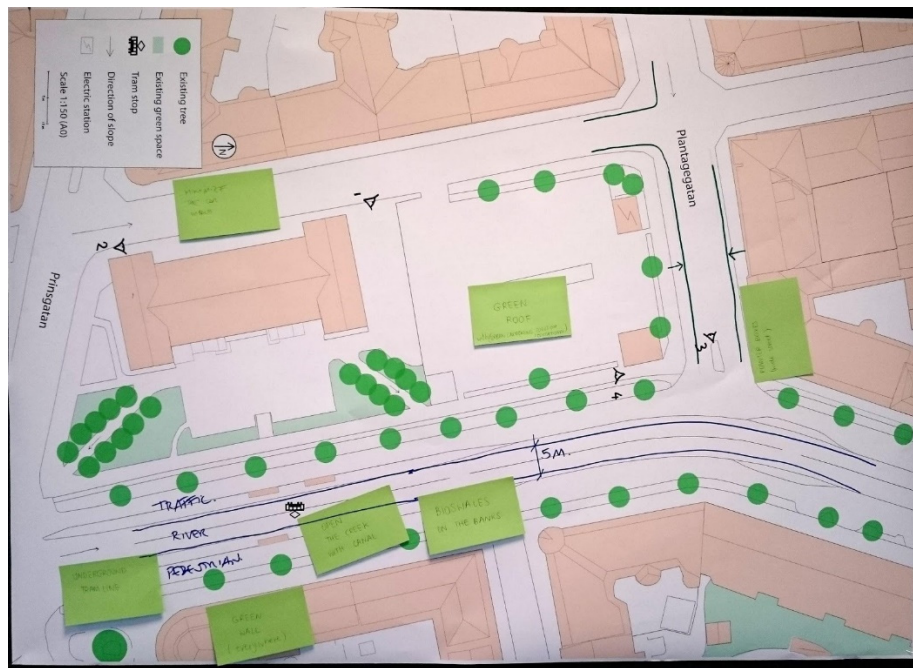 Existing tree
Existing green space
Tram stop
Direction of slope
Electric station
Scale 1:150 (A0)
N
Plantagegatan
Prinsgatan
1
2
3
4
GREEN
ROOF
5M.
TRAFFIC.
RIVER
PEDESTRIAN
OPEN
THE CREEK
WITH CANAL
BIOSWALES
ON THE BANKS
UNDERGROUND
GREEN
WALL
(everywhere)